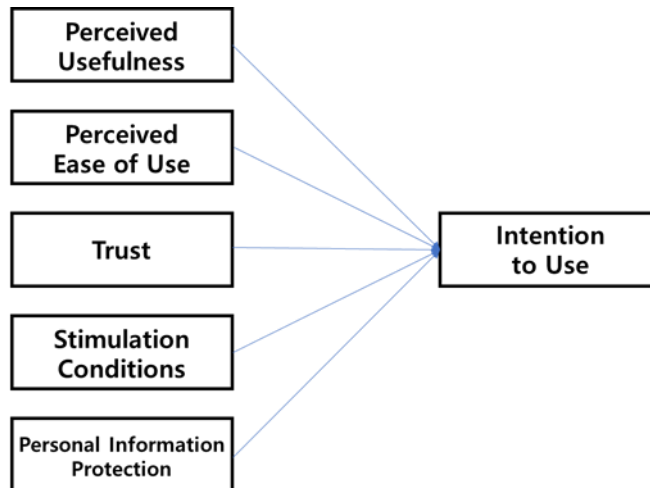 Perceived
Usefulness
Perceived
Ease of Use
Trust
Stimulation
Conditions
Personal Information
Protection
Intention
to Use